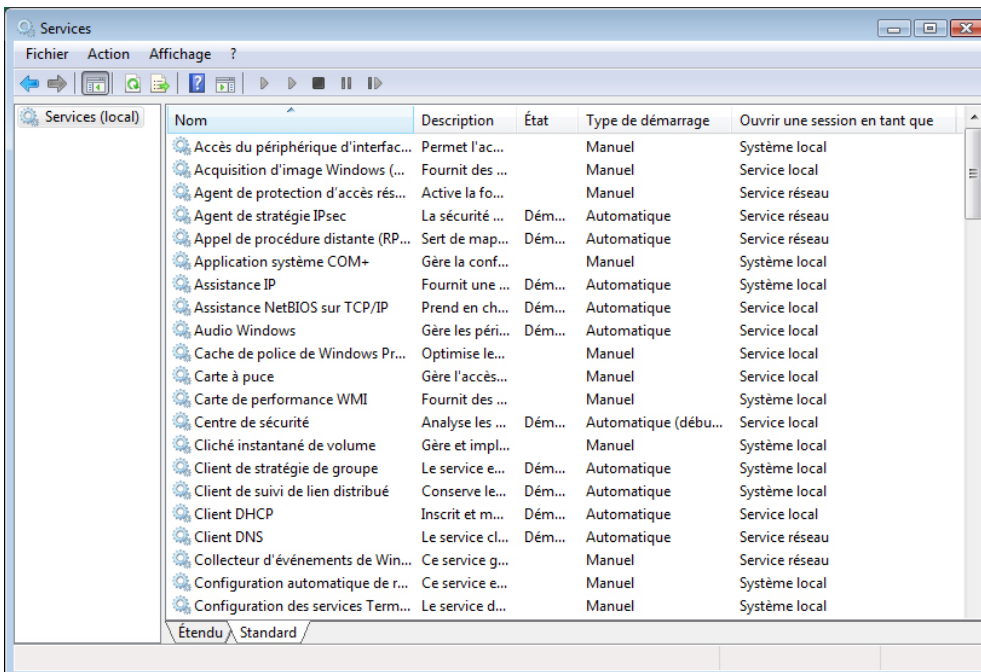 Services
Fichier Action Affichage ?
Services (local)
Nom Description État Type de démarrage Ouvrir une session en tant que
Accès du périphérique d'interfac... Permet l'ac... Manuel Système local
Acquisition d'image Windows (... Fournit des ... Manuel Service local
Agent de protection d'accès rés... Active la fo... Manuel Service réseau
Agent de stratégie IPsec La sécurité ... Dém... Automatique Service réseau
Appel de procédure distante (RP... Sert de map... Dém... Automatique Service réseau
Application système COM+ Gère la conf... Manuel Système local
Assistance IP Fournit une ... Dém... Automatique Système local
Assistance NetBIOS sur TCP/IP Prend en ch... Dém... Automatique Service local
Audio Windows Gère les péri... Dém... Automatique Service local
Cache de police de Windows Pr... Optimise le... Manuel Service local
Carte à puce Gère l'accès... Manuel Service local
Carte de performance WMI Fournit des ... Manuel Système local
Centre de sécurité Analyse les ... Dém... Automatique (débu... Service local
Cliché instantané de volume Gère et impl... Manuel Système local
Client de stratégie de groupe Le service e... Dém... Automatique Système local
Client de suivi de lien distribué Conserve le... Dém... Automatique Système local
Client DHCP Inscrit et m... Dém... Automatique Service local
Client DNS Le service cl... Dém... Automatique Service réseau
Collecteur d'événements de Win... Ce service g... Manuel Service réseau
Configuration automatique de r... Ce service e... Manuel Système local
Configuration des services Term... Le service d... Manuel Système local
Étendu Standard